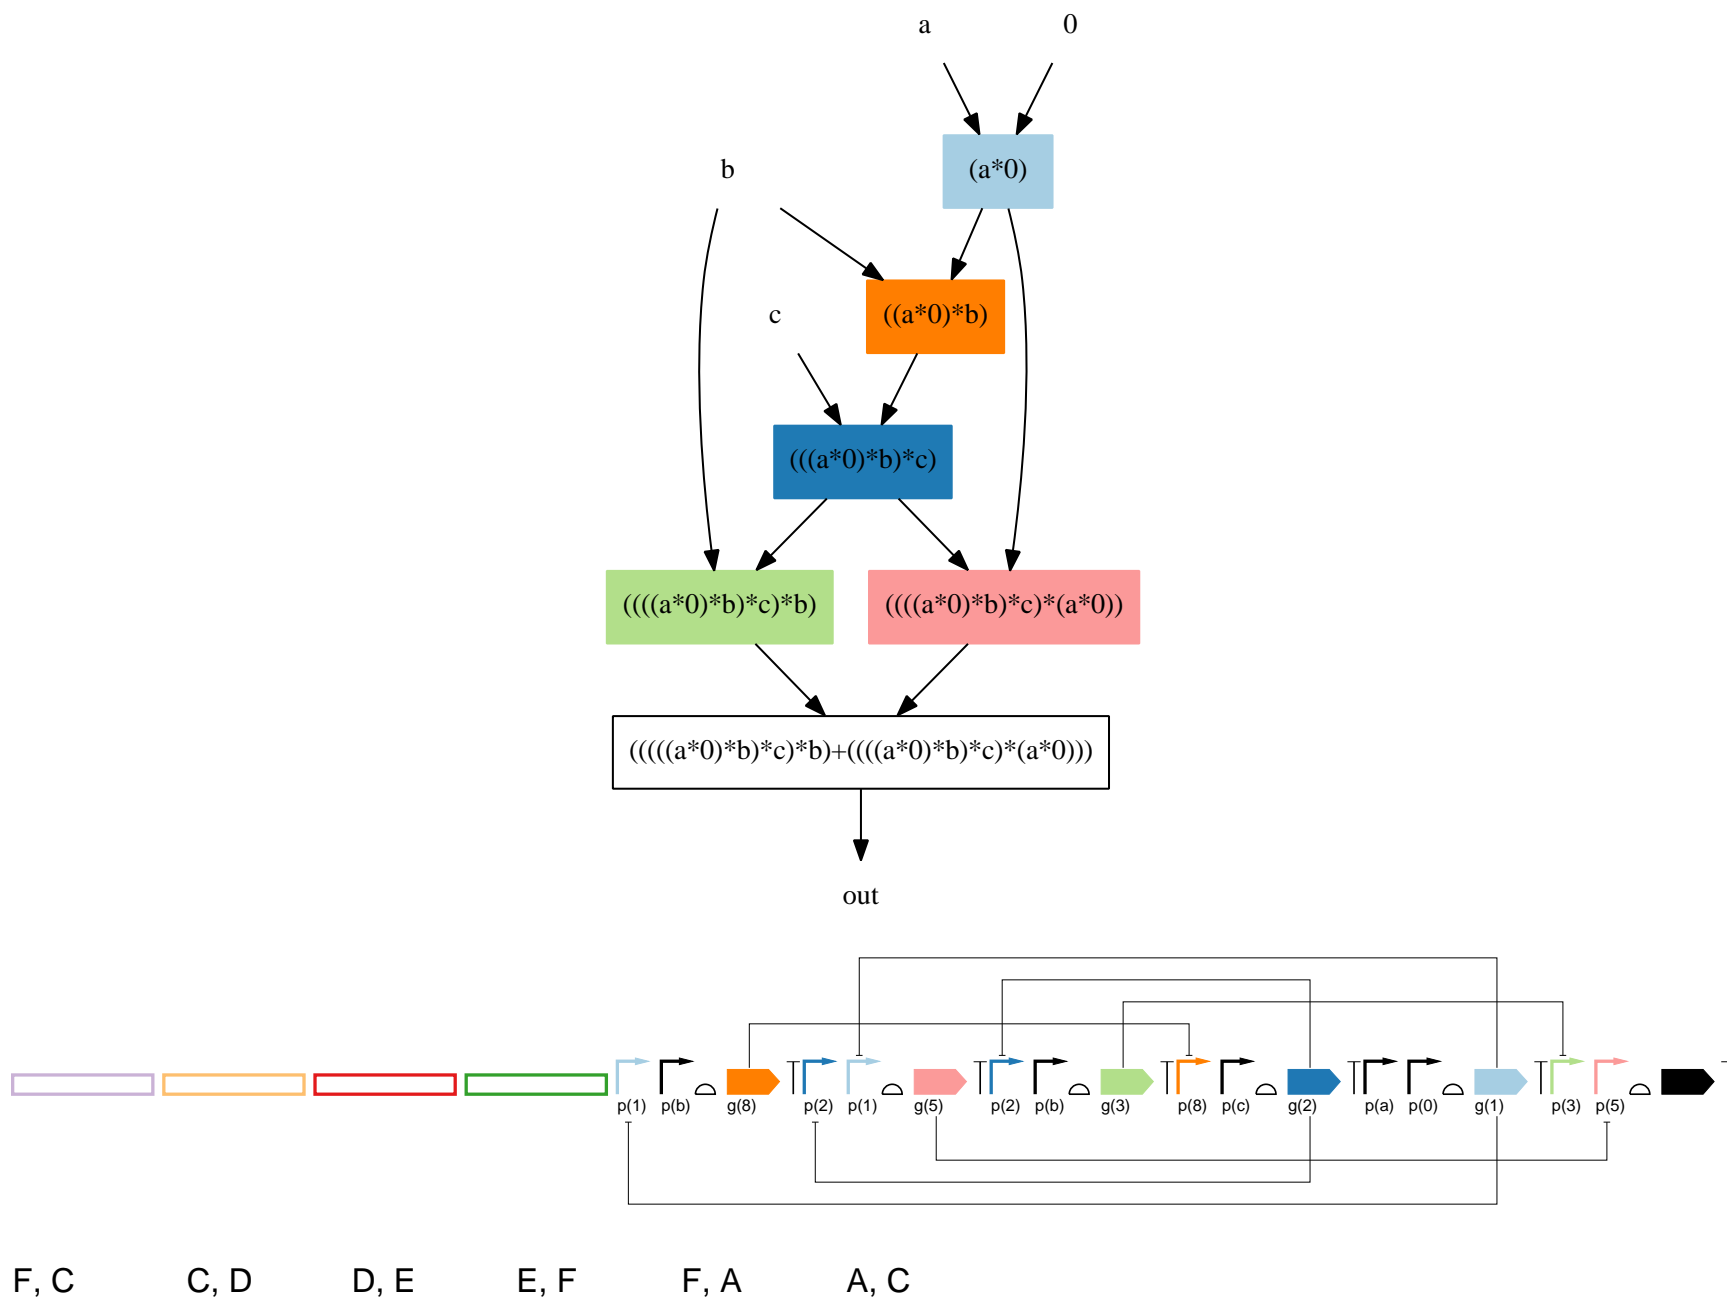 a 0
b (a*0)
c ((a*0)*b)
(((a*0)*b)*c)
((((a*0)*b)*c)*b) ((((a*0)*b)*c)*(a*0))
(((((a*0)*b)*c)*b)+((((a*0)*b)*c)*(a*0)))
out
p(1) p(b) g(8) p(2) p(1) g(5) p(2) p(b) g(3) p(8) p(c) g(2) p(a) p(0) g(1) p(3) p(5)
F, C C, D D, E E, F F, A A, C